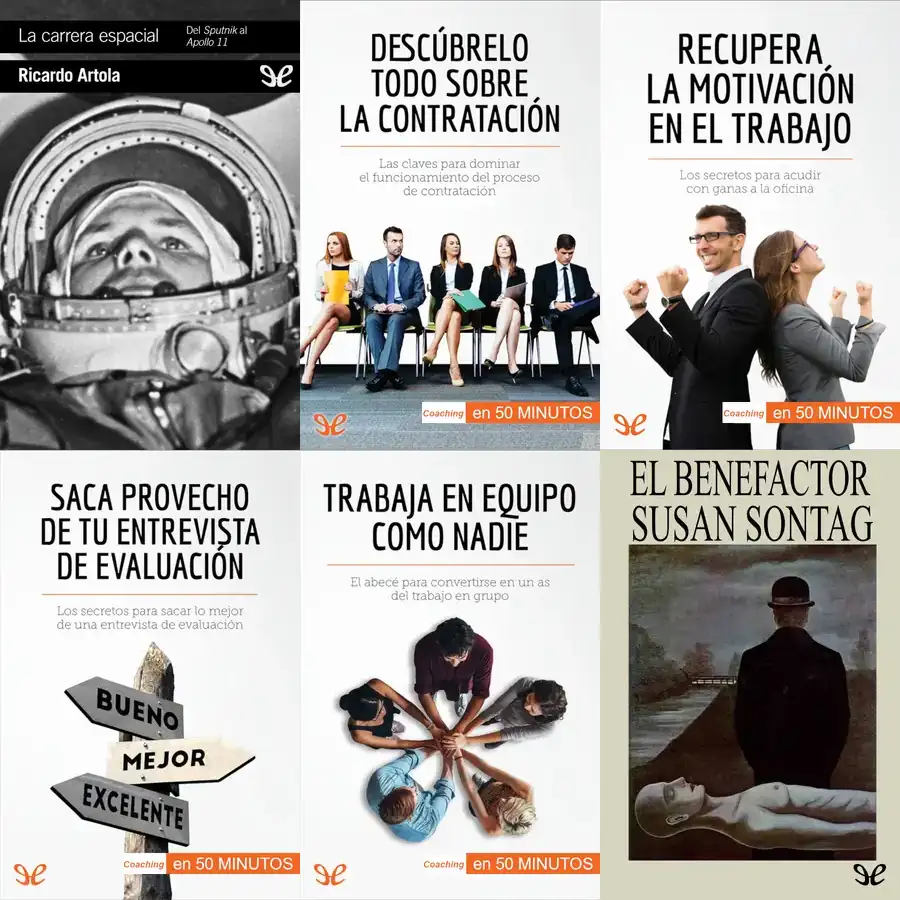 La carrera espacial
Del Sputnik al
Apollo 11
Ricardo Artola
DESCÚBRELO
TODO SOBRE
LA CONTRATACIÓN
Las claves para dominar
el funcionamiento del proceso
de contratación
Coaching en 50 MINUTOS
RECUPERA
LA MOTIVACIÓN
EN EL TRABAJO
Los secretos para acudir
con ganas a la oficina
Coaching en 50 MINUTOS
SACA PROVECHO
DE TU ENTREVISTA
DE EVALUACIÓN
Los secretos para sacar lo mejor
de una entrevista de evaluación
BUENO
MEJOR
EXCELENTE
Coaching en 50 MINUTOS
TRABAJA EN EQUIPO
COMO NADIE
El abecé para convertirse en un as
del trabajo en grupo
Coaching en 50 MINUTOS
EL BENEFACTOR
SUSAN SONTAG